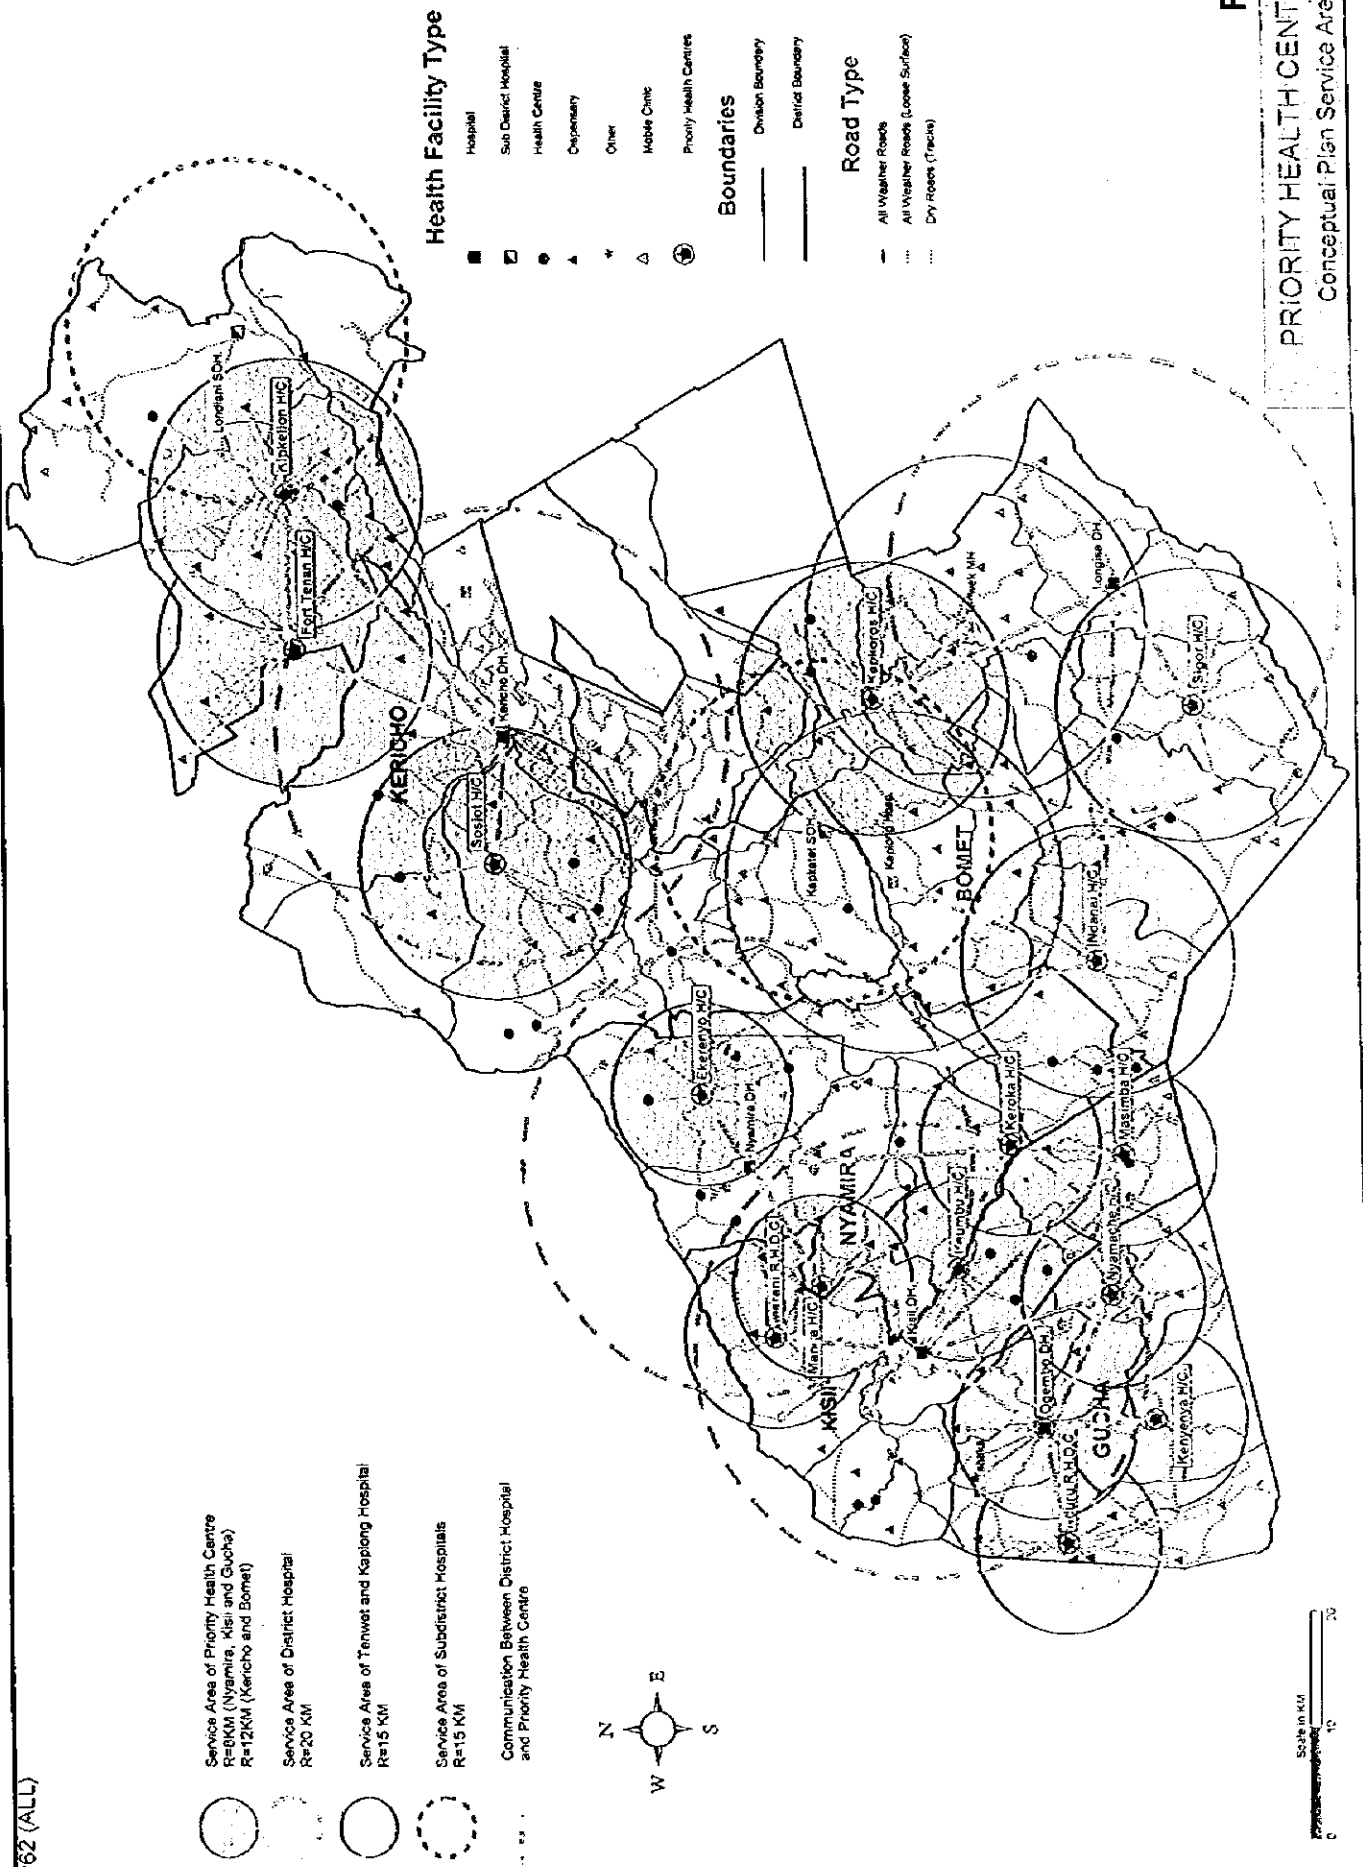 62 (ALL)
Service Area of Priority Health Centre
R=8KM (Nyamira, Kisii and Gucha)
R=12KM (Kericho and Bomet)
Service Area of District Hospital
R=20 KM
Service Area of Tenwet and Kaplong Hospital
R=15 KM
Service Area of Subdistrict Hospitals
R=15 KM
Communication Between District Hospital
and Priority Health Centre
N
W
E
S
Scale in KM
0
10
20
Londiani SDH
Kipkelion H/C
Fort Tenan H/C
KERICHO
Kericho DH
Sosiot H/C
Kapkoros H/C
Longisa DH
Sigor H/C
Kapkatet SDH
Kaplong Hosp
BOMET
Ndanai H/C
Ekerenyo H/C
Nyamira DH
NYAMIRA
Keroka H/C
Masimba H/C
Manga H/C
KISII
Kisii DH
Ogembo DH
GUCHA
Kenyenya H/C
Health Facility Type
Hospital
Sub District Hospital
Health Centre
Dispensary
Other
Mobile Clinic
Priority Health Centres
Boundaries
Division Boundary
District Boundary
Road Type
All Weather Roads
All Weather Roads (Loose Surface)
Dry Roads (Tracks)
PRIORITY HEALTH CENT
Conceptual Plan Service Are